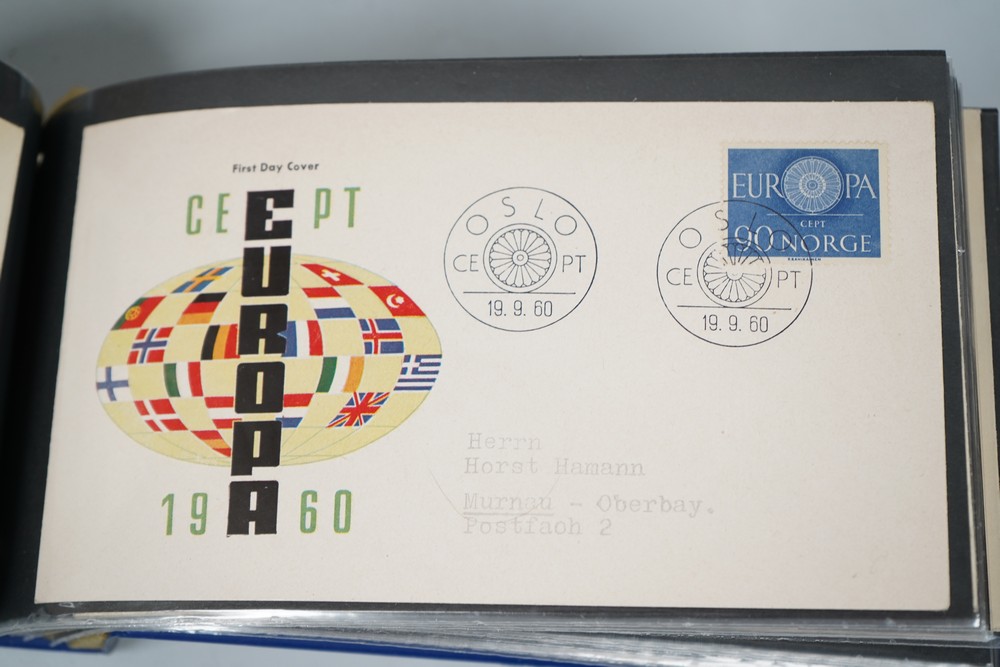 First Day Cover
CE PT
EUROPA
1960
OSLO
CE PT
19. 9. 60
OSLO
CE PT
19. 9. 60
EUROPA
CEPT
90 NORGE
Herrn
Horst Hamann
Murnau - Oberbay.
Postfach 2